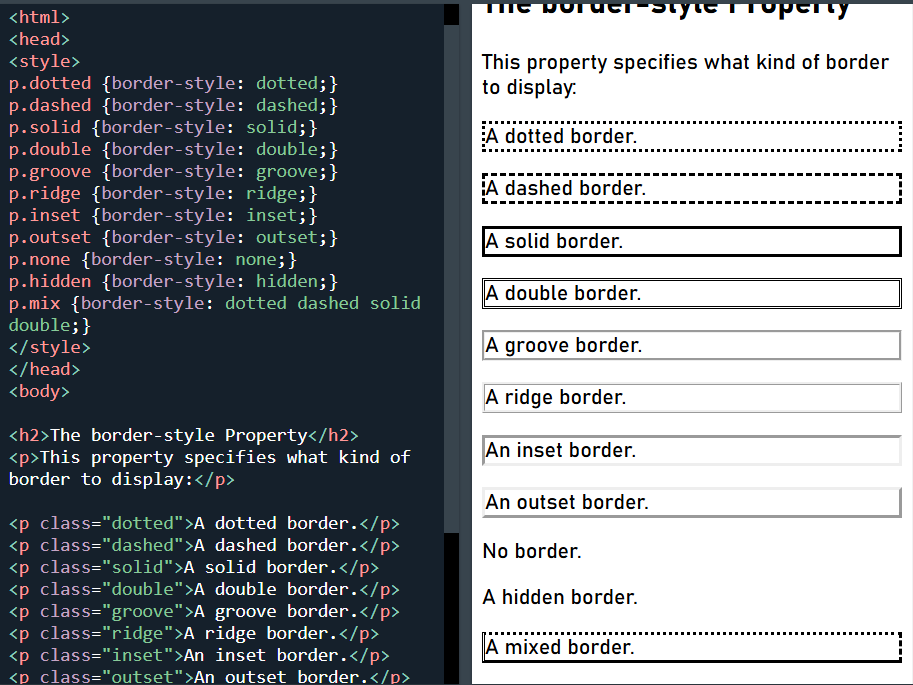 <html>
<head>
<style>
p.dotted {border-style: dotted;}
p.dashed {border-style: dashed;}
p.solid {border-style: solid;}
p.double {border-style: double;}
p.groove {border-style: groove;}
p.ridge {border-style: ridge;}
p.inset {border-style: inset;}
p.outset {border-style: outset;}
p.none {border-style: none;}
p.hidden {border-style: hidden;}
p.mix {border-style: dotted dashed solid
double;}
</style>
</head>
<body>
<h2>The border-style Property</h2>
<p>This property specifies what kind of
border to display:</p>
<p class="dotted">A dotted border.</p>
<p class="dashed">A dashed border.</p>
<p class="solid">A solid border.</p>
<p class="double">A double border.</p>
<p class="groove">A groove border.</p>
<p class="ridge">A ridge border.</p>
<p class="inset">An inset border.</p>
<p class="outset">An outset border.</p>
The border-style Property
This property specifies what kind of border
to display:
A dotted border.
A dashed border.
A solid border.
A double border.
A groove border.
A ridge border.
An inset border.
An outset border.
No border.
A hidden border.
A mixed border.